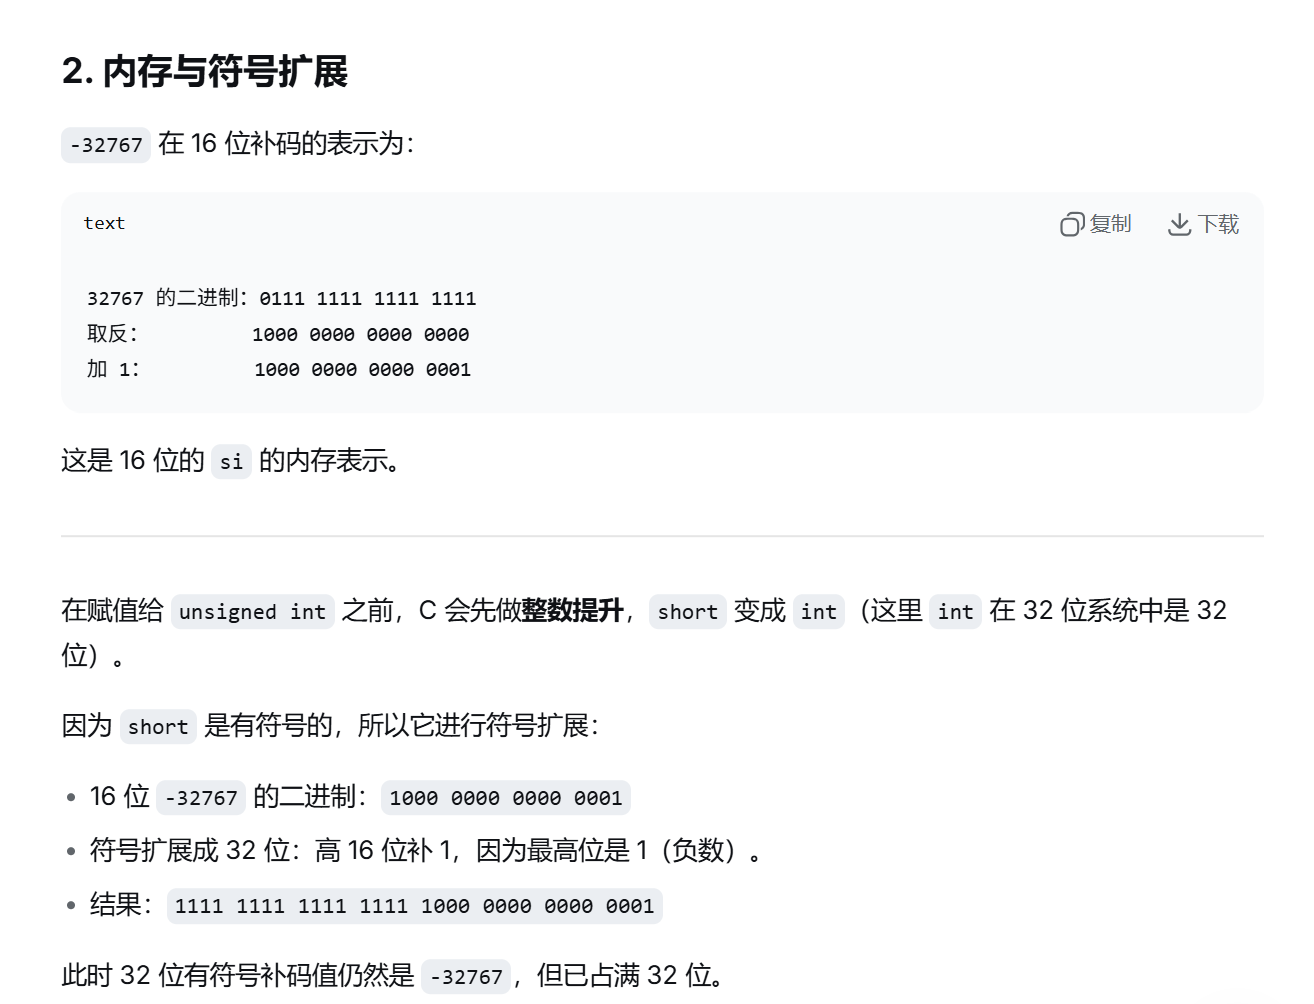 2. 内存与符号扩展
-32767 在 16 位补码的表示为：
text
复制
下载
32767 的二进制：0111 1111 1111 1111
取反：         1000 0000 0000 0000
加 1：         1000 0000 0000 0001
这是 16 位的 si 的内存表示。
在赋值给 unsigned int 之前，C 会先做整数提升，short 变成 int（这里 int 在 32 位系统中是 32
位）。
因为 short 是有符号的，所以它进行符号扩展：
• 16 位 -32767 的二进制：1000 0000 0000 0001
• 符号扩展成 32 位：高 16 位补 1，因为最高位是 1（负数）。
• 结果：1111 1111 1111 1111 1000 0000 0000 0001
此时 32 位有符号补码值仍然是 -32767，但已占满 32 位。